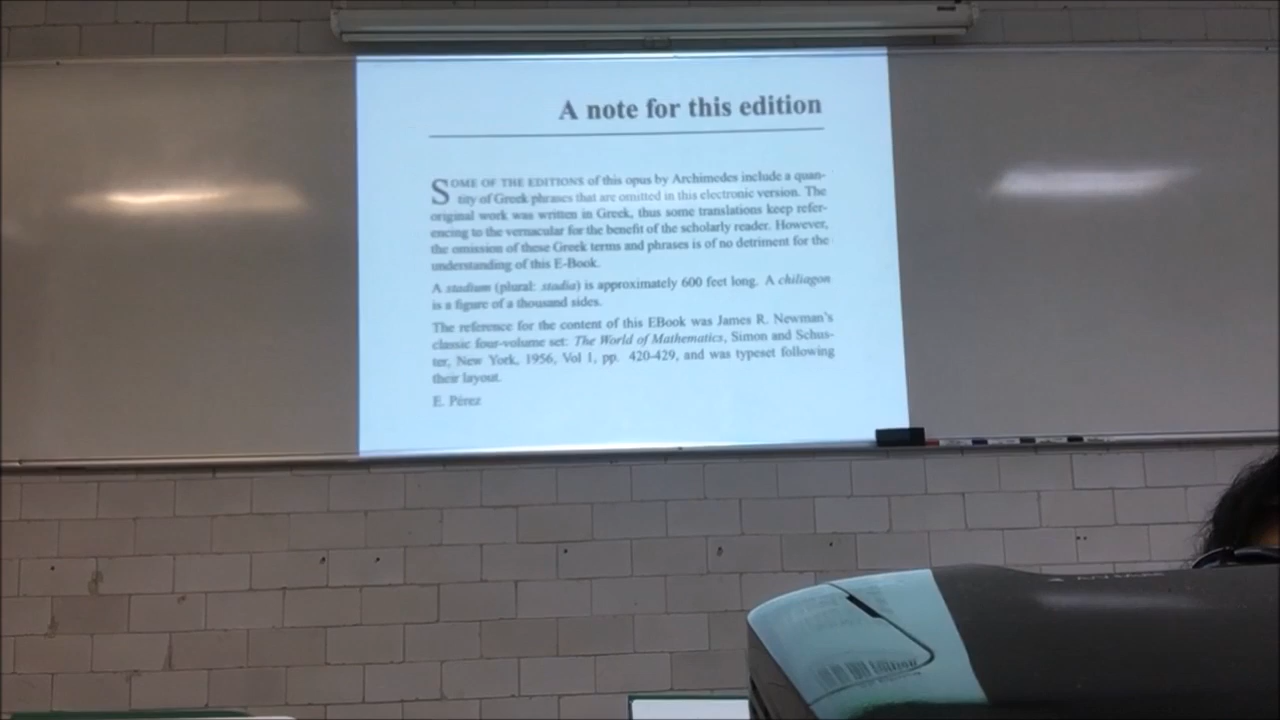 A note for this edition
SOME OF THE EDITIONS of this opus by Archimedes include a quan-
tity of Greek phrases that are omitted in this electronic version. The
original work was written in Greek, thus some translations keep refer-
encing to the vernacular for the benefit of the scholarly reader. However,
the omission of these Greek terms and phrases is of no detriment for the
understanding of this E-Book.
A stadium (plural: stadia) is approximately 600 feet long. A chiliagon
is a figure of a thousand sides.
The reference for the content of this EBook was James R. Newman's
classic four-volume set: The World of Mathematics, Simon and Schus-
ter, New York, 1956, Vol 1, pp. 420-429, and was typeset following
their layout.
E. Pérez